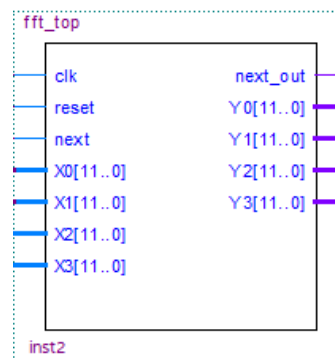 fft_top
clk next_out
reset Y0[11..0]
next Y1[11..0]
X0[11..0] Y2[11..0]
X1[11..0] Y3[11..0]
X2[11..0]
X3[11..0]
inst2